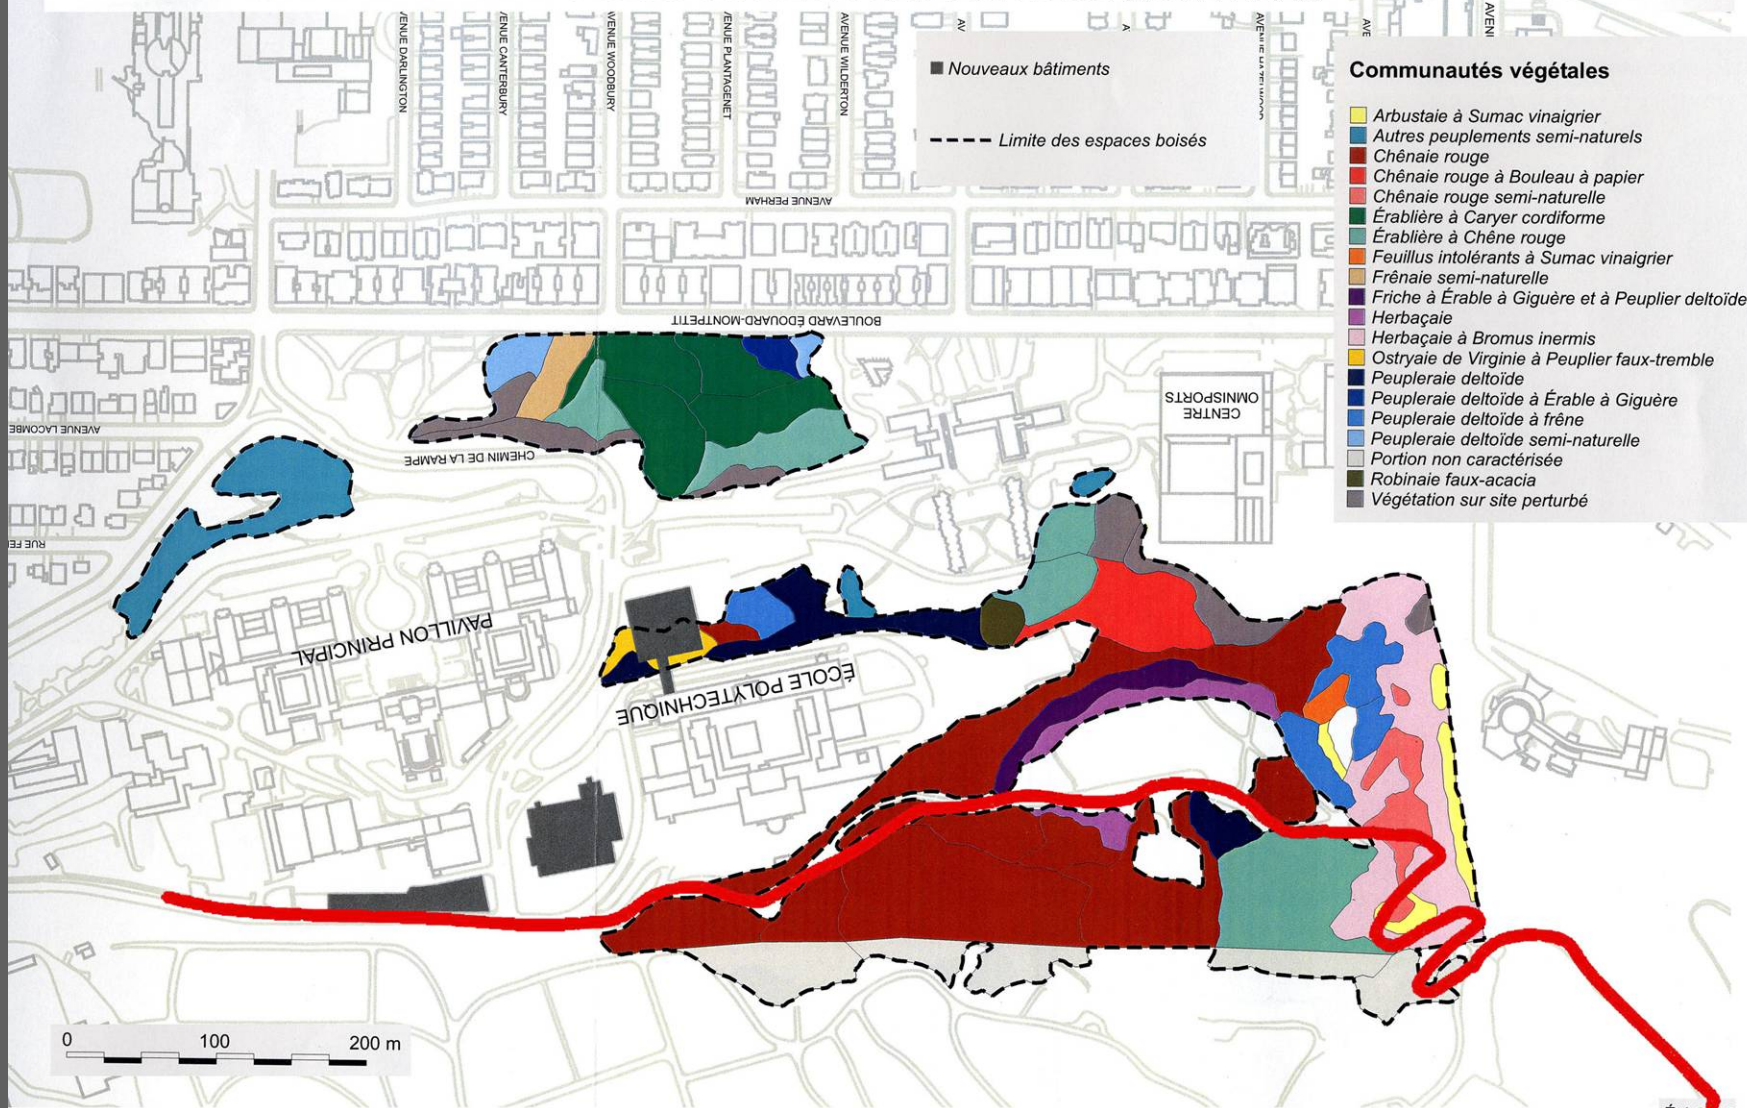 AVENUE DARLINGTON
AVENUE CANTERBURY
AVENUE WOODBURY
AVENUE PLANTAGENET
AVENUE WILDERTON
AV
AV
AVEN
Nouveaux bâtiments
Limite des espaces boisés
Communautés végétales
Arbustaie à Sumac vinaigrier
Autres peuplements semi-naturels
Chênaie rouge
Chênaie rouge à Bouleau à papier
Chênaie rouge semi-naturelle
Érablière à Caryer cordiforme
Érablière à Chêne rouge
Feuillus intolérants à Sumac vinaigrier
Frênaie semi-naturelle
Friche à Érable à Giguère et à Peuplier deltoïde
Herbaçaie
Herbaçaie à Bromus inermis
Ostryaie de Virginie à Peuplier faux-tremble
Peupleraie deltoïde
Peupleraie deltoïde à Érable à Giguère
Peupleraie deltoïde à frêne
Peupleraie deltoïde semi-naturelle
Portion non caractérisée
Robinaie faux-acacia
Végétation sur site perturbé
AVENUE PERHAM
BOULEVARD ÉDOUARD-MONTPETIT
CENTRE
OMNISPORTS
AVENUE LACOMBE
CHEMIN DE LA RAMPE
RUE FE
PAVILLON PRINCIPAL
ÉCOLE POLYTECHNIQUE
0 100 200 m